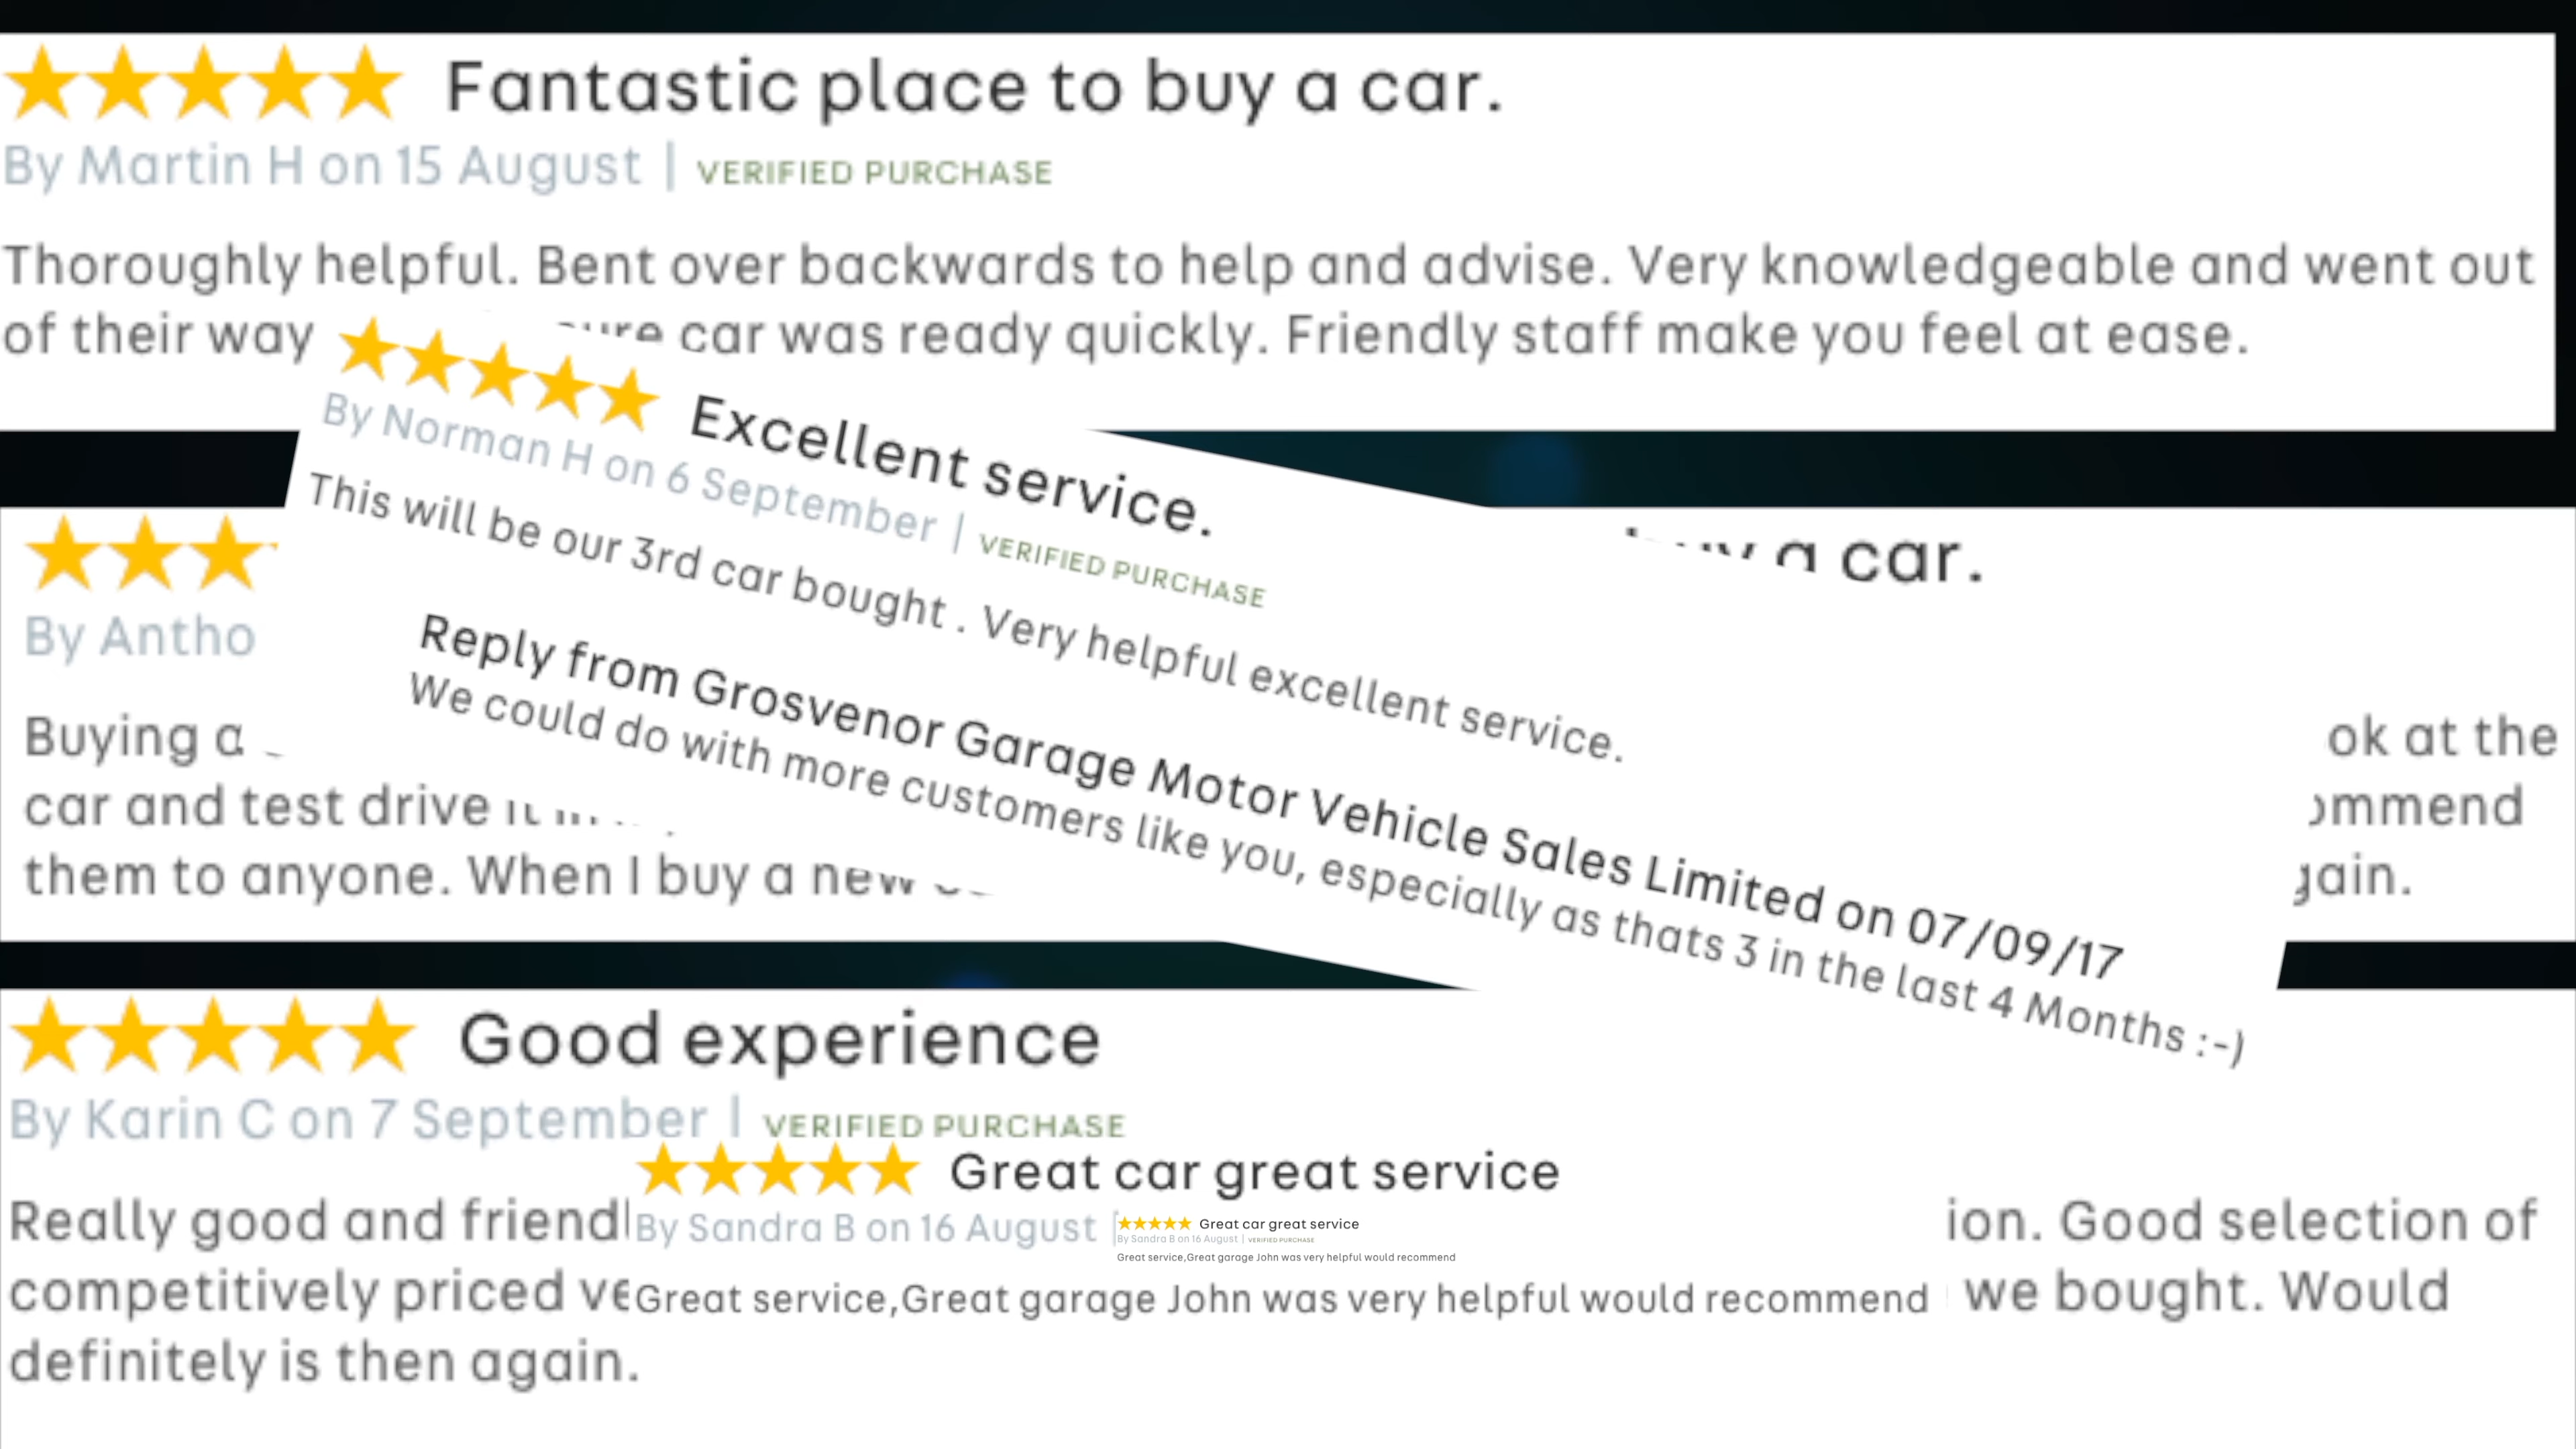 Fantastic place to buy a car.
By Martin H on 15 August | VERIFIED PURCHASE
Thoroughly helpful. Bent over backwards to help and advise. Very knowledgeable and went out
of their way car was ready quickly. Friendly staff make you feel at ease.
Excellent service.
By Norman H on 6 September | VERIFIED PURCHASE
This will be our 3rd car bought . Very helpful excellent service.
Reply from Grosvenor Garage Motor Vehicle Sales Limited on 07/09/17
We could do with more customers like you, especially as thats 3 in the last 4 Months :-)
a car.
By Antho
Buying a ok at the
car and test drive ommend
them to anyone. When I buy a new gain.
Good experience
By Karin C on 7 September | VERIFIED PURCHASE
Really good and friendl ion. Good selection of
competitively priced ve we bought. Would
definitely is then again.
Great car great service
By Sandra B on 16 August |
Great service,Great garage John was very helpful would recommend
Great car great service
By Sandra B on 16 August | VERIFIED PURCHASE
Great service,Great garage John was very helpful would recommend